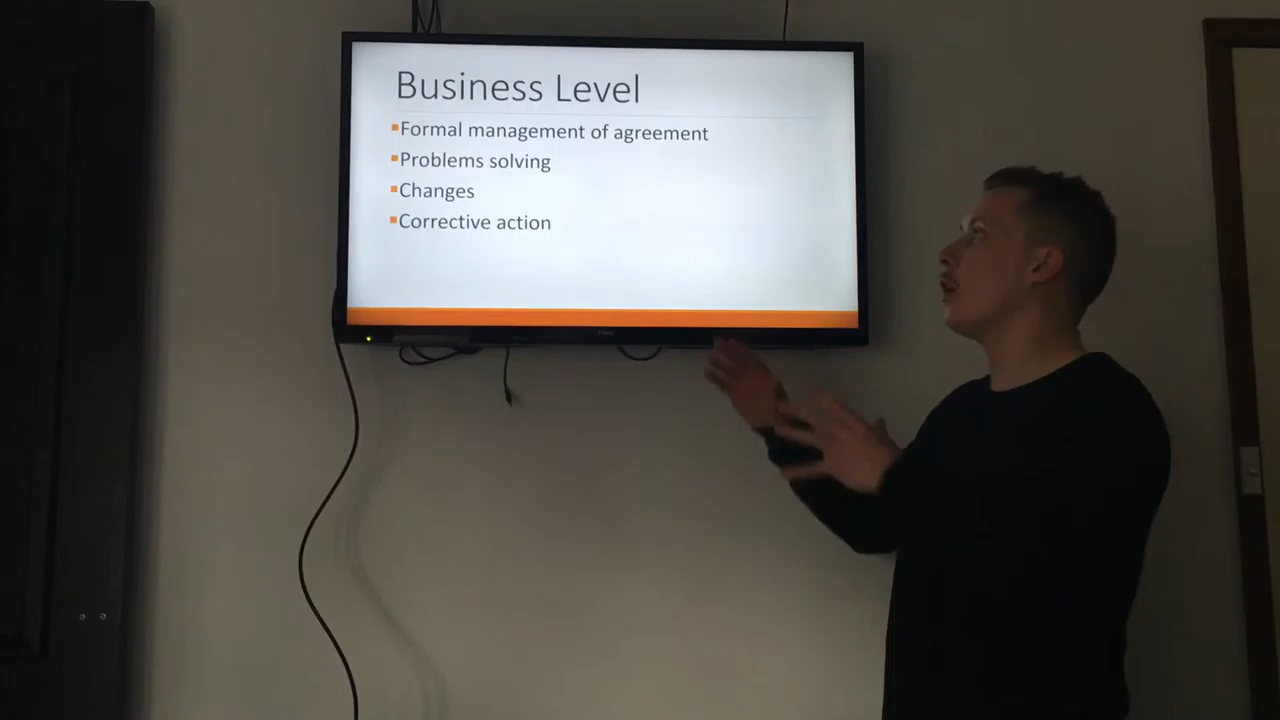 Business Level
Formal management of agreement
Problems solving
Changes
Corrective action